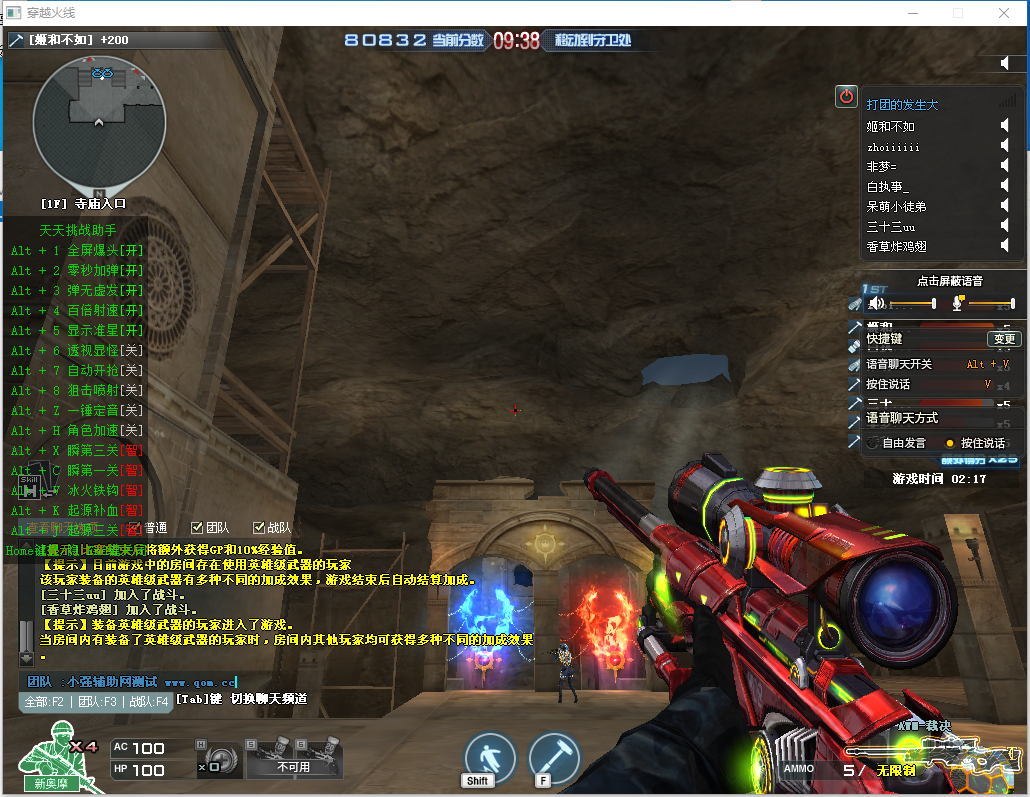 穿越火线
[姬和不如] +200
80832 当前分数 09:38
N
[1F] 寺庙入口
天天挑战助手
Alt + 1 全屏爆头[开]
Alt + 2 零秒加弹[开]
Alt + 3 弹无虚发[开]
Alt + 4 百倍射速[开]
Alt + 5 显示准星[开]
Alt + 6 透视显怪[关]
Alt + 7 自动开抢[关]
Alt + 8 狙击喷射[关]
Alt + Z 一锤定音[关]
Alt + H 角色加速[关]
Alt + X 瞬第三关[智]
Alt + C 瞬第一关[智]
Alt + V 冰火铁钩[智]
Alt + K 起源补血[智]
Skill
H
打团的发生大
姬和不如
zhoiiiiii
非梦=
白执事_
呆萌小徒弟
三十三uu
香草炸鸡翅
点击屏蔽语音
1ST
快捷键 变更
语音聊天开关 Alt + V
按住说话 V x4
三十 x5
语音聊天方式
自由发言 按住说话
x25
游戏时间 02:17
普通 团队 战队
将额外获得GP和10%经验值。
【提示】目前游戏中的房间存在使用英雄级武器的玩家
该玩家装备的英雄级武器有多种不同的加成效果，游戏结束后自动结算加成。
[三十三uu] 加入了战斗。
[香草炸鸡翅] 加入了战斗。
【提示】装备英雄级武器的玩家进入了游戏。
当房间内有装备了英雄级武器的玩家时，房间内其他玩家均可获得多种不同的加成效果
。
团队 :小强辅助网测试 www.qom.cc
全部:F2 | 团队:F3 | 战队:F4 [Tab]键 切换聊天频道
X4
新奥摩
AC 100
HP 100
H
x0
5 6
不可用
Shift
F
裁决
AMMO 5/ 无限制